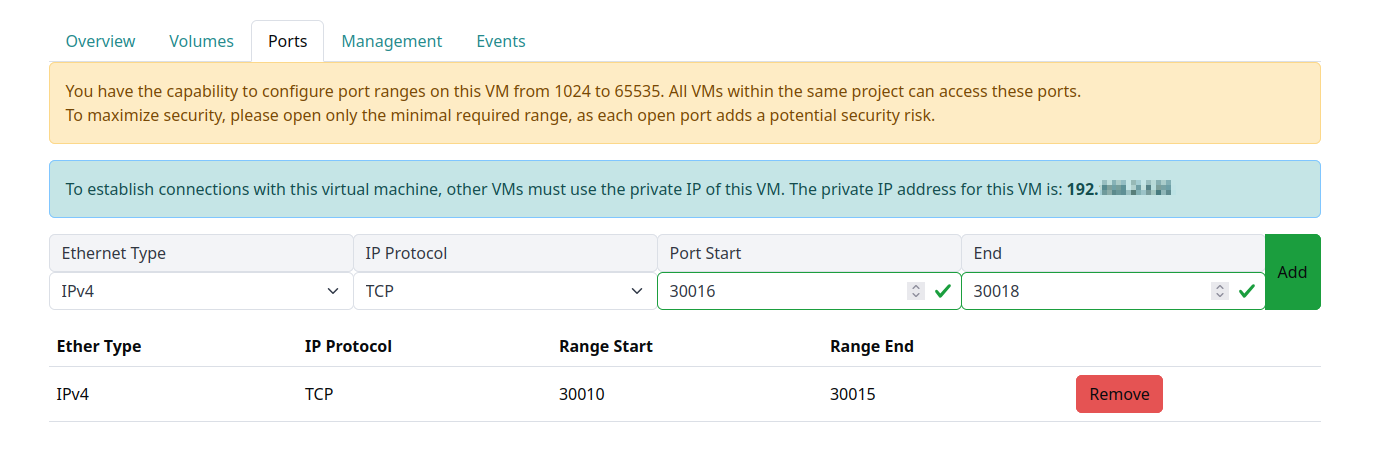 Overview Volumes Ports Management Events
You have the capability to configure port ranges on this VM from 1024 to 65535. All VMs within the same project can access these ports.
To maximize security, please open only the minimal required range, as each open port adds a potential security risk.
To establish connections with this virtual machine, other VMs must use the private IP of this VM. The private IP address for this VM is: 192.
Ethernet Type IP Protocol Port Start End
Add
IPv4 TCP 30016 30018
Ether Type IP Protocol Range Start Range End
IPv4 TCP 30010 30015 Remove